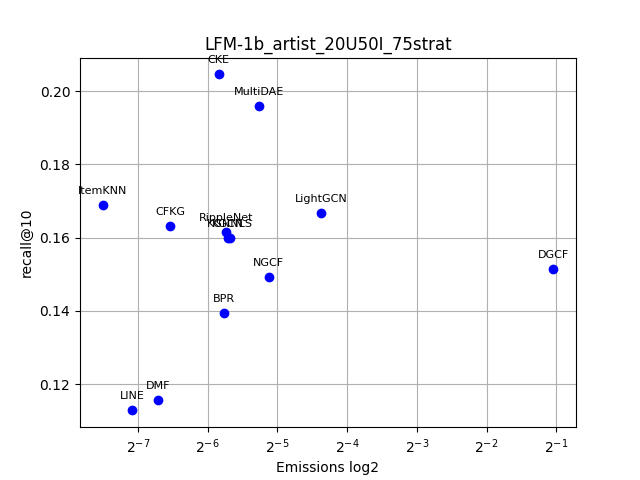 LFM-1b_artist_20U50I_75strat
CKE
0.20
MultiDAE
0.18
ItemKNN
LightGCN
CFKG
RippleNet
0.16
DGCF
NGCF
recall@10
0.14
BPR
0.12
DMF
LINE
2⁻⁷ 2⁻⁶ 2⁻⁵ 2⁻⁴ 2⁻³ 2⁻² 2⁻¹
Emissions log2